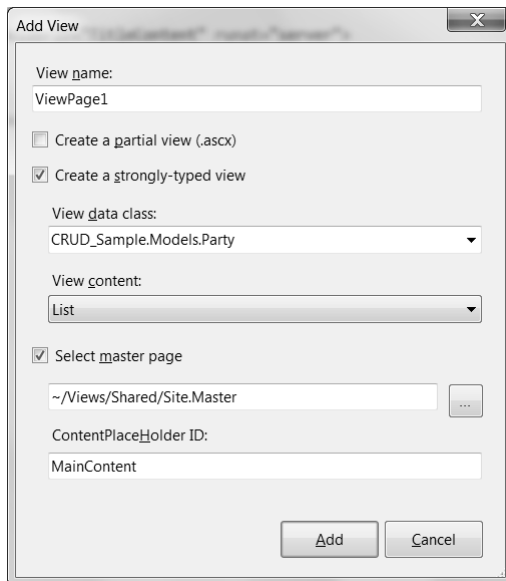 Add View
View name:
ViewPage1
Create a partial view (.ascx)
Create a strongly-typed view
View data class:
CRUD_Sample.Models.Party
View content:
List
Select master page
~/Views/Shared/Site.Master
...
ContentPlaceHolder ID:
MainContent
Add Cancel